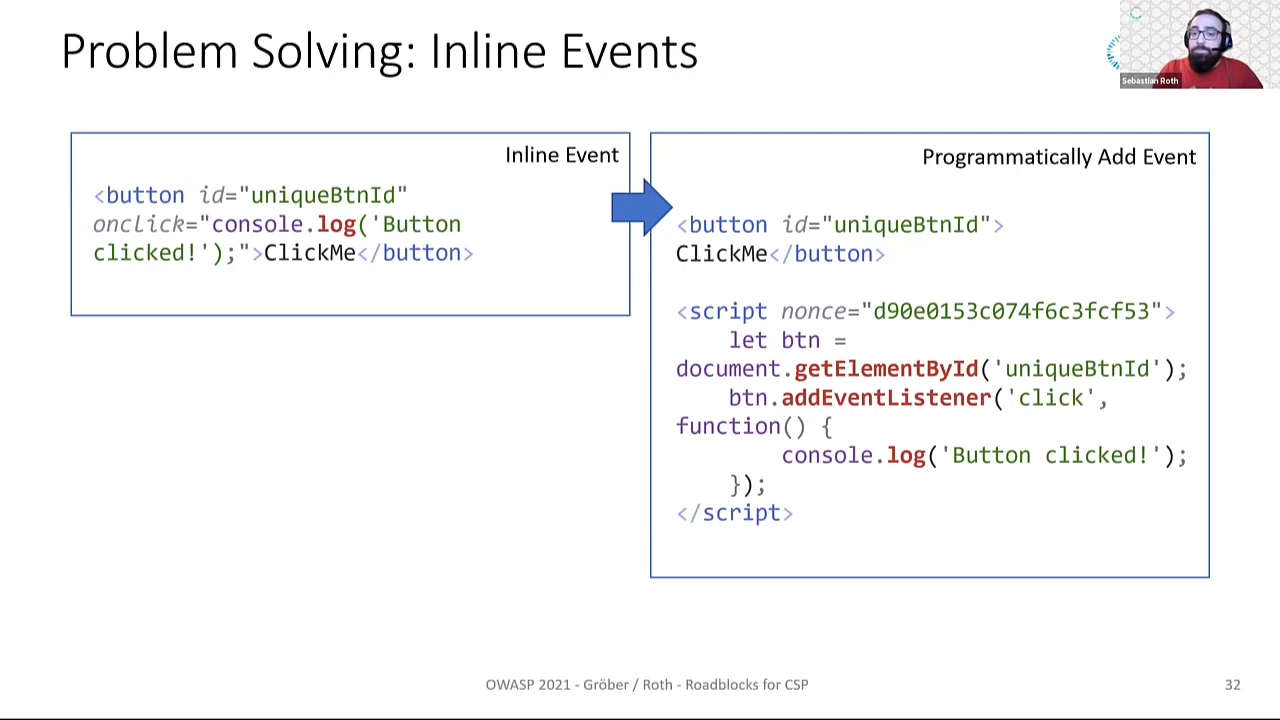 Problem Solving: Inline Events
Sebastian Roth
Inline Event
<button id="uniqueBtnId"
onclick="console.log('Button
clicked!');">ClickMe</button>
Programmatically Add Event
<button id="uniqueBtnId">
ClickMe</button>
<script nonce="d90e0153c074f6c3fcf53">
let btn =
document.getElementById('uniqueBtnId');
btn.addEventListener('click',
function() {
console.log('Button clicked!');
});
</script>
OWASP 2021 - Gröber / Roth - Roadblocks for CSP
32